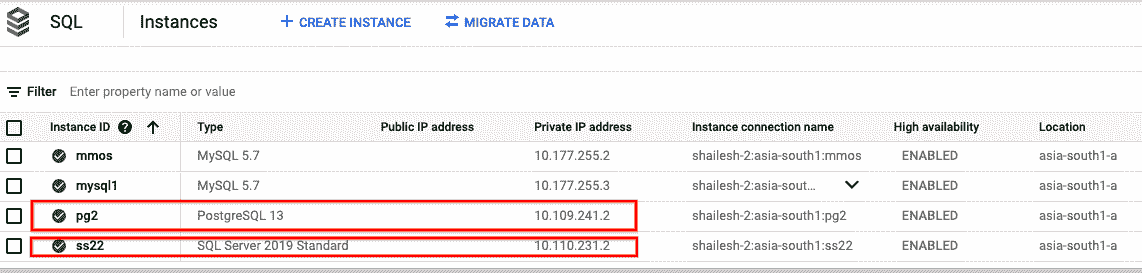 SQL Instances CREATE INSTANCE MIGRATE DATA
Filter Enter property name or value
Instance ID ? Type Public IP address Private IP address Instance connection name High availability Location
mmos MySQL 5.7 10.177.255.2 shailesh-2:asia-south1:mmos ENABLED asia-south1-a
mysql1 MySQL 5.7 10.177.255.3 shailesh-2:asia-sout... ENABLED asia-south1-a
pg2 PostgreSQL 13 10.109.241.2 shailesh-2:asia-south1:pg2 ENABLED asia-south1-a
ss22 SQL Server 2019 Standard 10.110.231.2 shailesh-2:asia-south1:ss22 ENABLED asia-south1-a